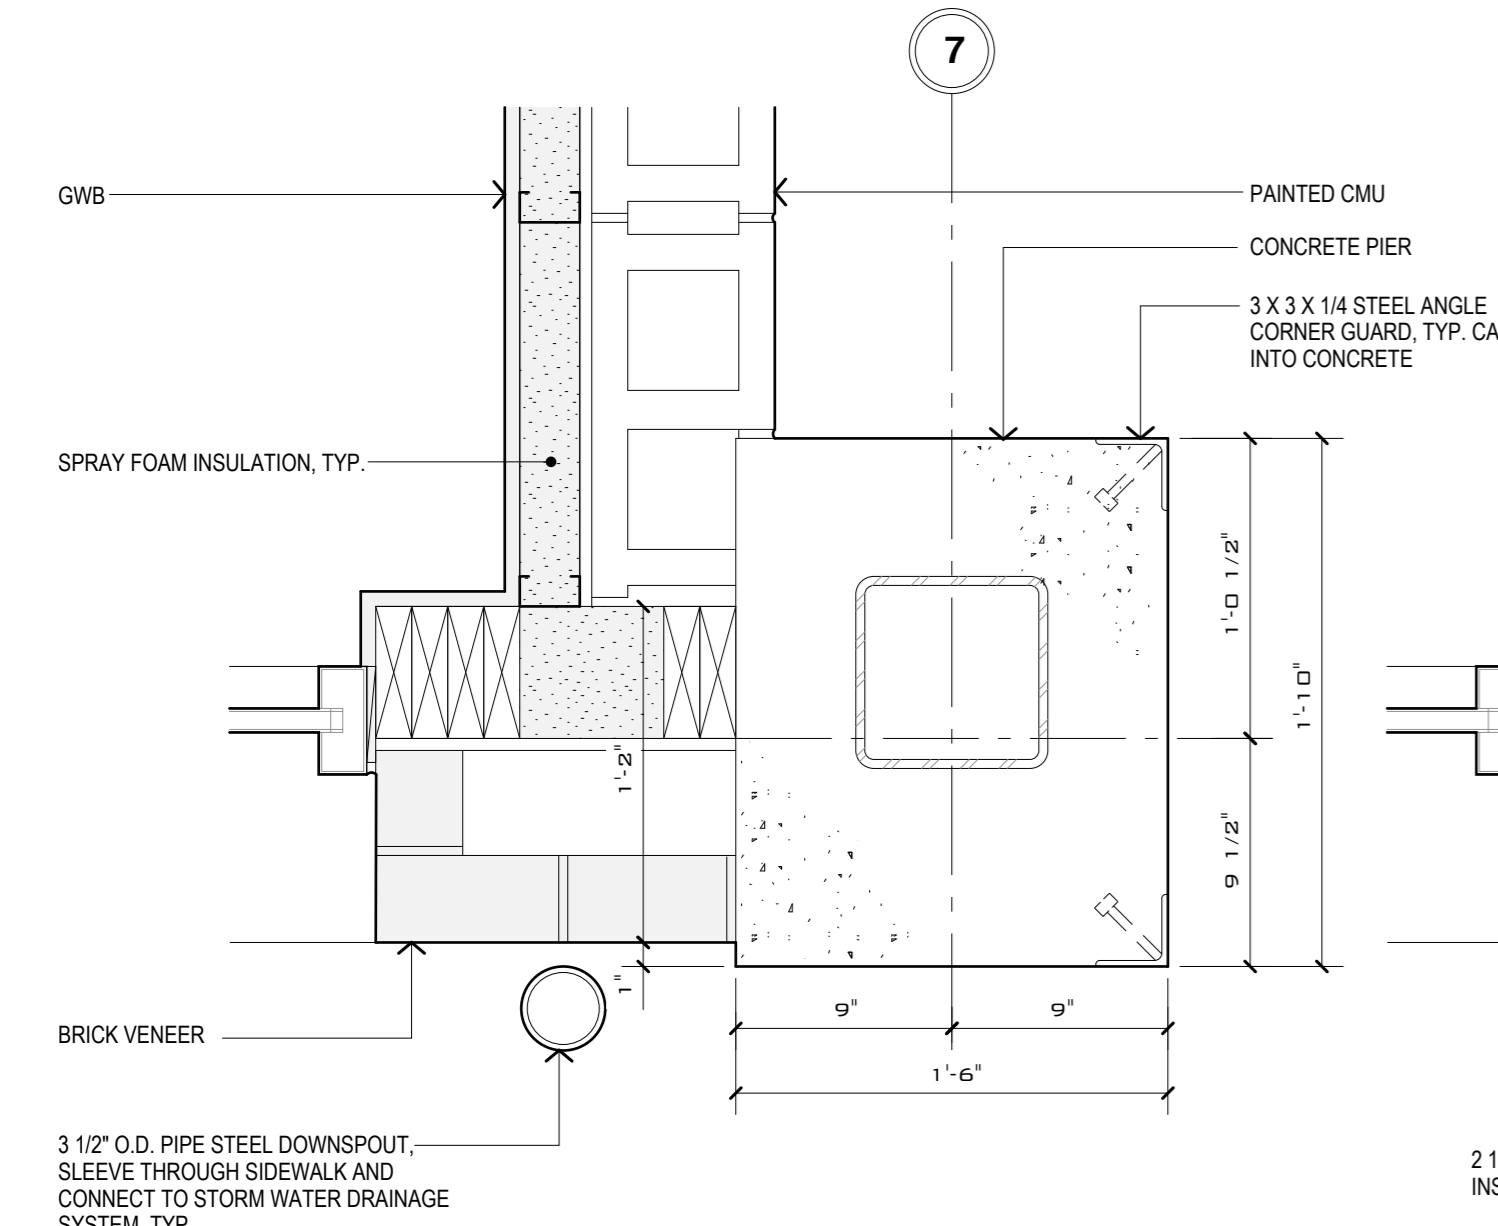 7
GWB
PAINTED CMU
CONCRETE PIER
3 X 3 X 1/4 STEEL ANGLE
CORNER GUARD, TYP. CA
INTO CONCRETE
SPRAY FOAM INSULATION, TYP.
1'-0 1/2"
1'-10"
1'-2"
9 1/2"
1"
9"
9"
BRICK VENEER
1'-6"
3 1/2" O.D. PIPE STEEL DOWNSPOUT,
SLEEVE THROUGH SIDEWALK AND
CONNECT TO STORM WATER DRAINAGE
SYSTEM, TYP.
2 1
INS